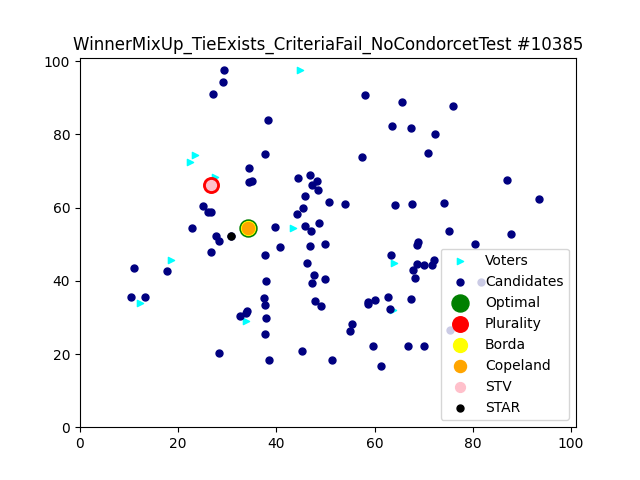 WinnerMixUp_TieExists_CriteriaFail_NoCondorcetTest #10385
100
80
60
40
20
0
0 20 40 60 80 100
Voters
Candidates
Optimal
Plurality
Borda
Copeland
STV
STAR